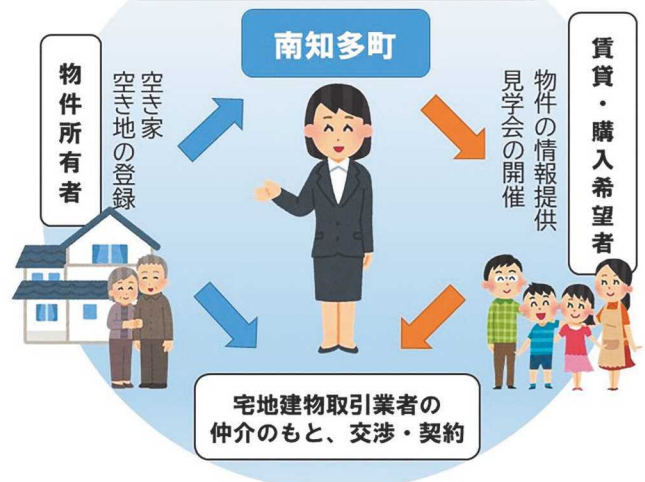 南知多町
物件所有者
空き家
空き地の登録
物件の情報提供
見学会の開催
賃貸・購入希望者
宅地建物取引業者の
仲介のもと、交渉・契約